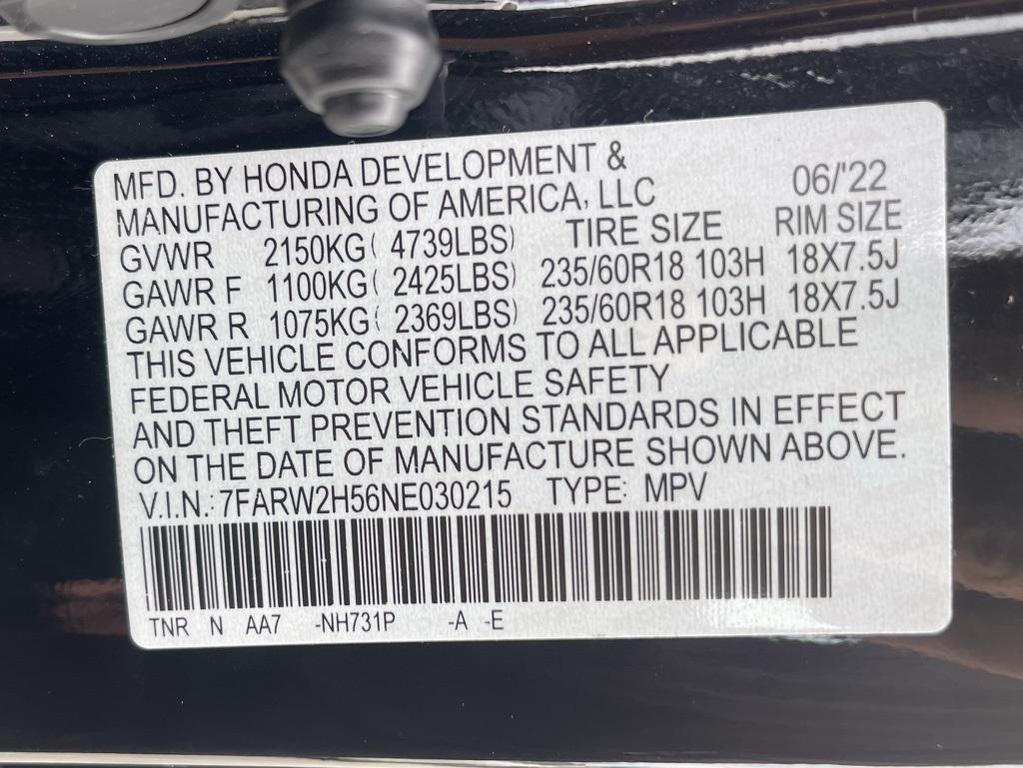 MFD. BY HONDA DEVELOPMENT &
MANUFACTURING OF AMERICA, LLC 06/'22
TIRE SIZE RIM SIZE
GVWR 2150KG( 4739LBS)
GAWR F 1100KG( 2425LBS) 235/60R18 103H 18X7.5J
GAWR R 1075KG( 2369LBS) 235/60R18 103H 18X7.5J
THIS VEHICLE CONFORMS TO ALL APPLICABLE
FEDERAL MOTOR VEHICLE SAFETY
AND THEFT PREVENTION STANDARDS IN EFFECT
ON THE DATE OF MANUFACTURE SHOWN ABOVE.
V.I.N.: 7FARW2H56NE030215 TYPE: MPV
TNR N AA7 -NH731P -A -E